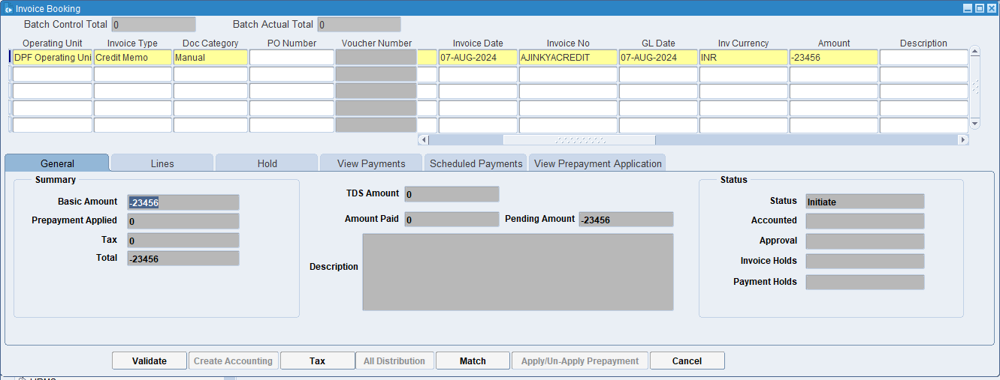 Invoice Booking
Batch Control Total 0 Batch Actual Total 0
Operating Unit Invoice Type Doc Category PO Number Voucher Number Invoice Date Invoice No GL Date Inv Currency Amount Description
DPF Operating Uni Credit Memo Manual 07-AUG-2024 AJINKYACREDIT 07-AUG-2024 INR -23456
General Lines Hold View Payments Scheduled Payments View Prepayment Application
Summary Status
Basic Amount -23456 TDS Amount 0 Status Initiate
Prepayment Applied 0 Amount Paid 0 Pending Amount -23456 Accounted
Tax 0 Approval
Total -23456 Description Invoice Holds
Payment Holds
Validate Create Accounting Tax All Distribution Match Apply/Un-Apply Prepayment Cancel